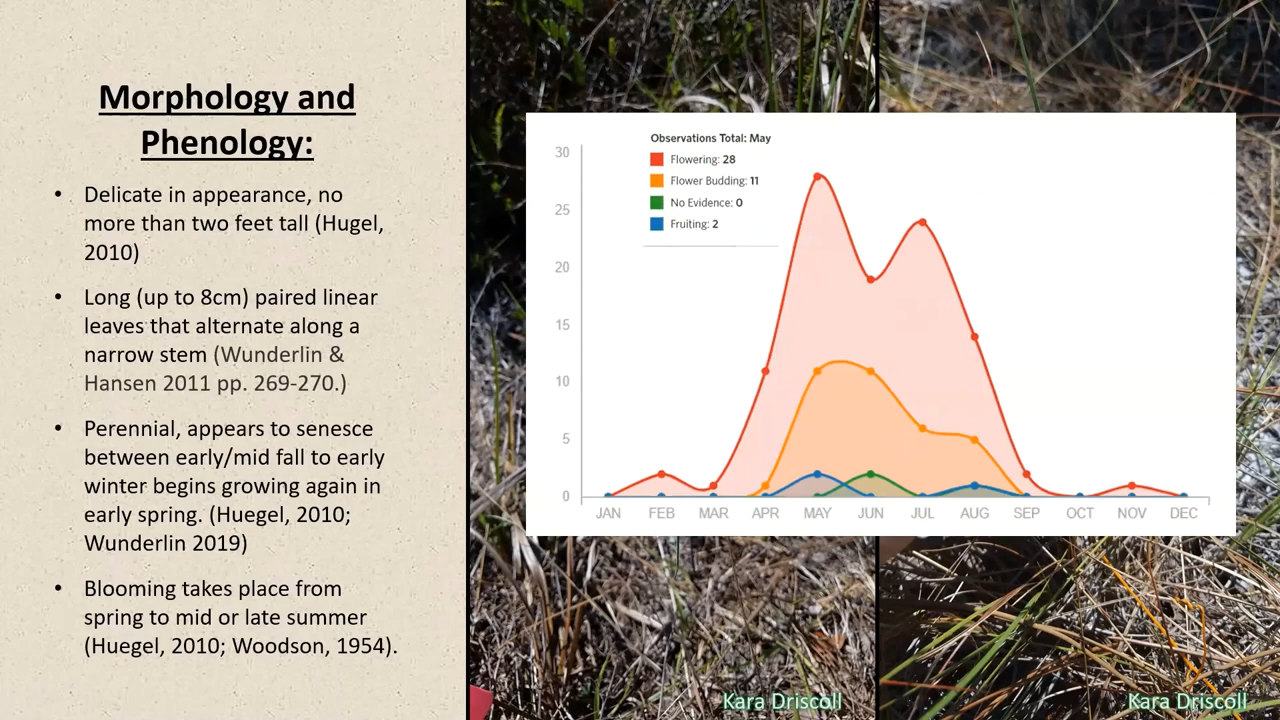 Morphology and
Phenology:
• Delicate in appearance, no
more than two feet tall (Hugel,
2010)
• Long (up to 8cm) paired linear
leaves that alternate along a
narrow stem (Wunderlin &
Hansen 2011 pp. 269-270.)
• Perennial, appears to senesce
between early/mid fall to early
winter begins growing again in
early spring. (Huegel, 2010;
Wunderlin 2019)
• Blooming takes place from
spring to mid or late summer
(Huegel, 2010; Woodson, 1954).
Observations Total: May
Flowering: 28
Flower Budding: 11
No Evidence: 0
Fruiting: 2
30
25
20
15
10
5
0
JAN FEB MAR APR MAY JUN JUL AUG SEP OCT NOV DEC
Kara Driscoll
Kara Driscoll